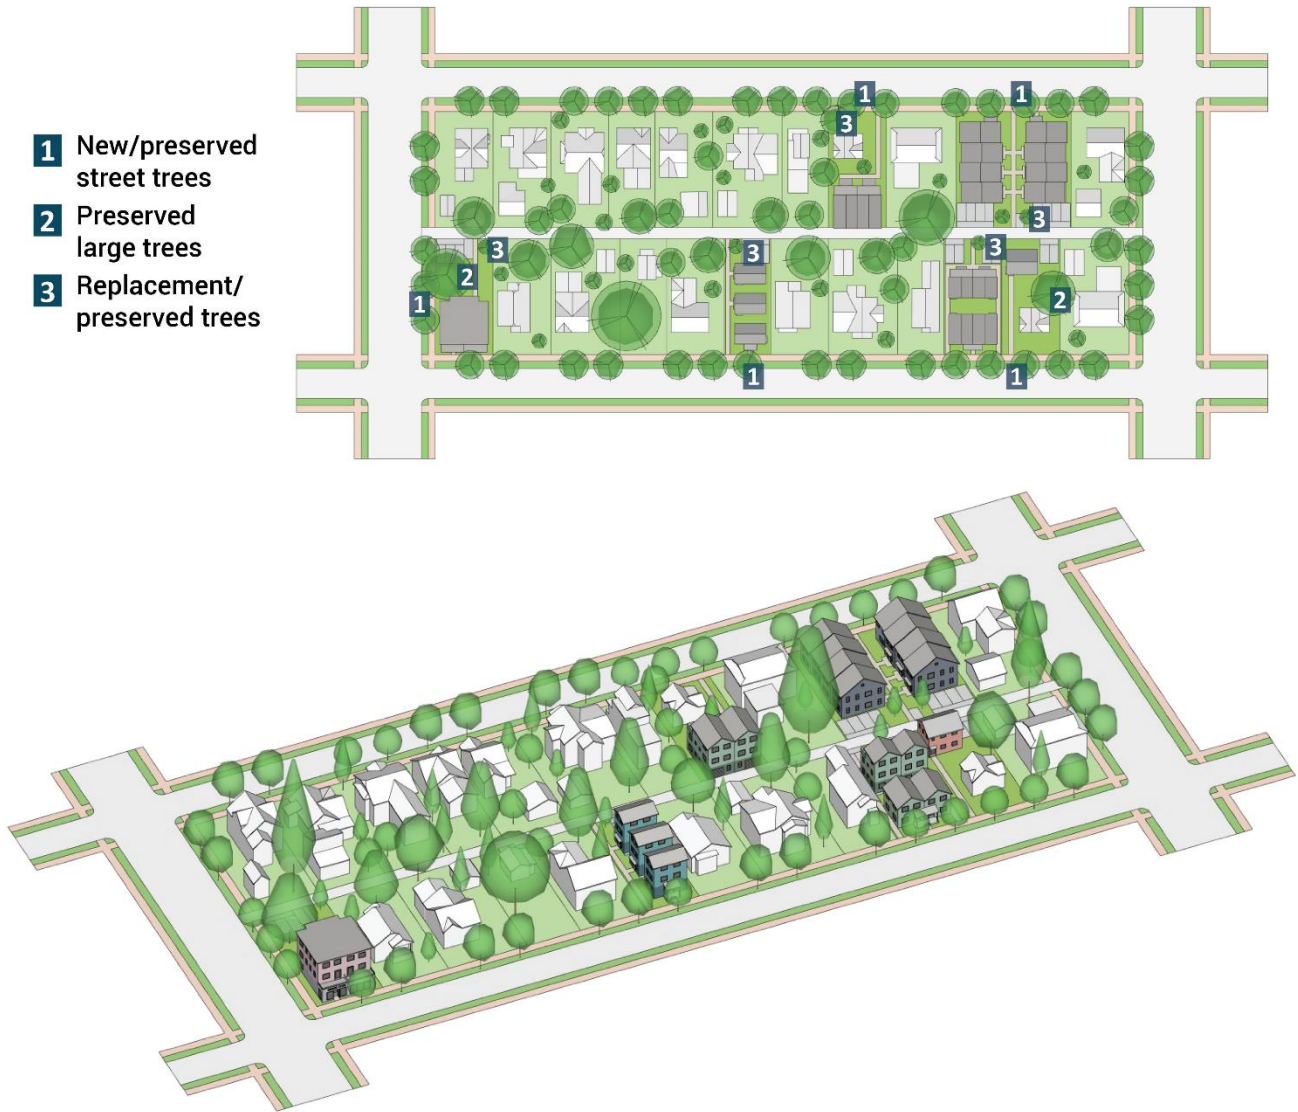 1 1
3
1 New/preserved
street trees
2 Preserved
large trees
3 Replacement/
preserved trees
3
3 3 3
2
1 2
1 1